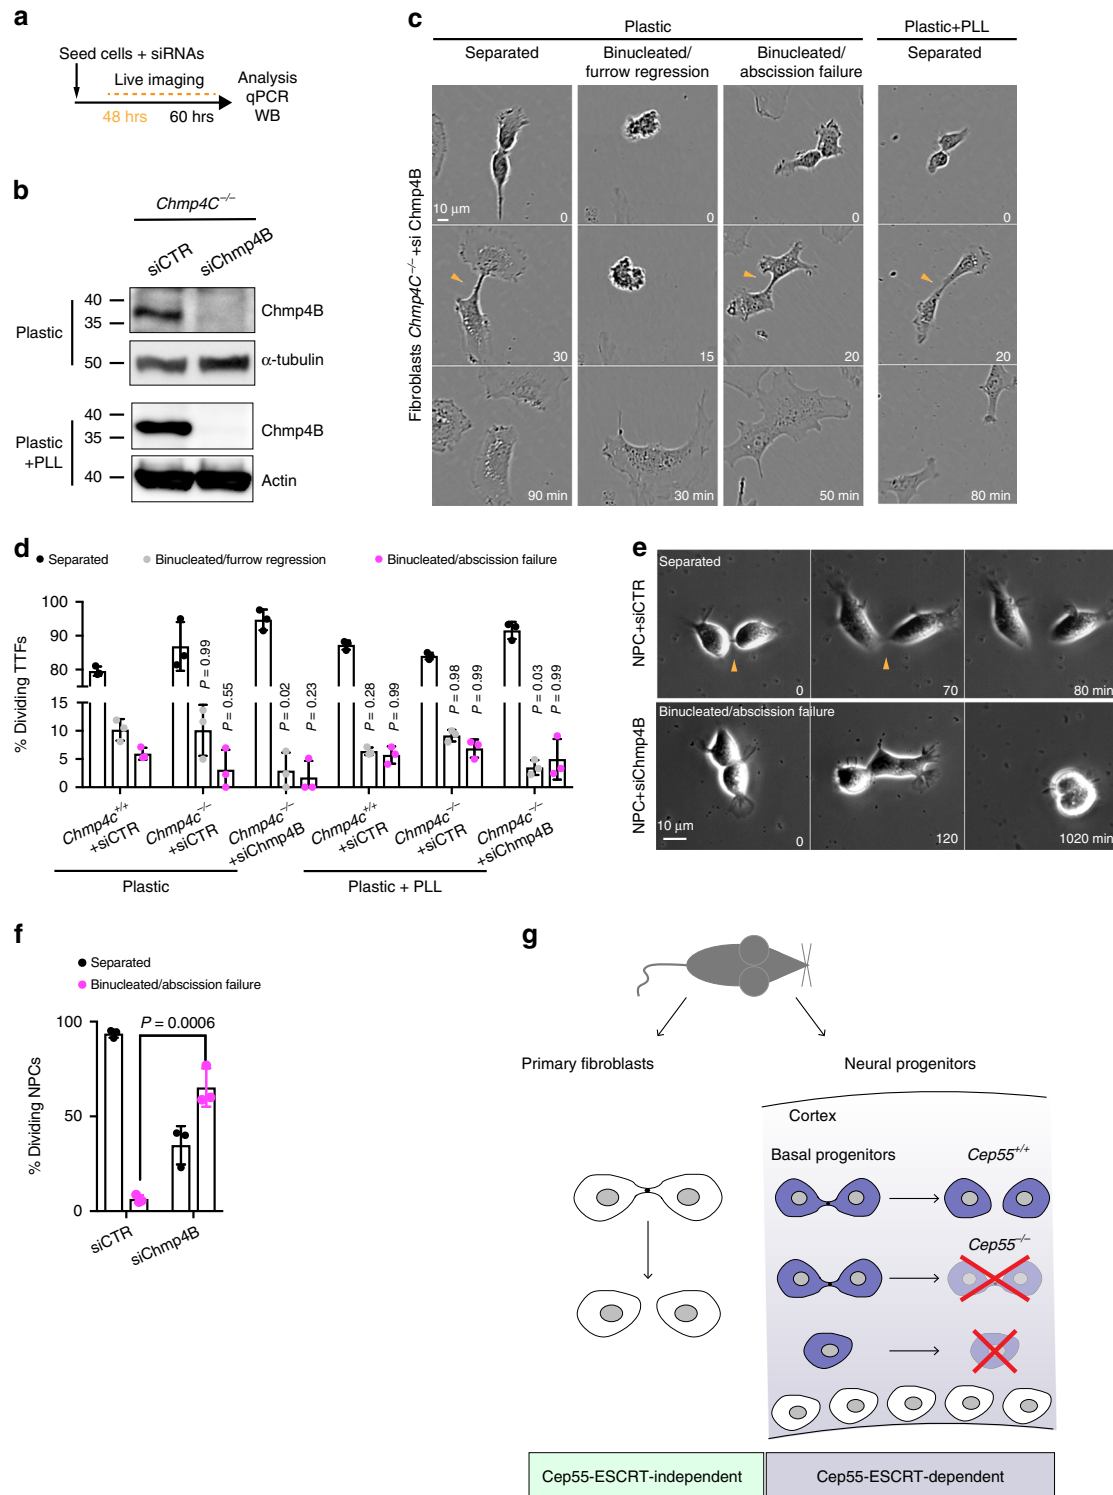 a
Seed cells + siRNAs
Live imaging
48 hrs
60 hrs
Analysis
qPCR
WB
b
Chmp4C−/−
siCTR
siChmp4B
Plastic
40
35
Chmp4B
50
α-tubulin
Plastic
+PLL
40
35
Chmp4B
40
Actin
c
Plastic
Plastic+PLL
Separated
Binucleated/
furrow regression
Binucleated/
abscission failure
Separated
Fibroblasts Chmp4C−/−+si Chmp4B
10 μm
0
0
0
0
30
15
20
20
90 min
30 min
50 min
80 min
d
Separated
Binucleated/furrow regression
Binucleated/abscission failure
% Dividing TTFs
100
90
80
15
10
5
0
P = 0.99
P = 0.55
P = 0.02
P = 0.23
P = 0.28
P = 0.99
P = 0.98
P = 0.99
P = 0.03
P = 0.99
Chmp4c+/+
+siCTR
Chmp4c−/−
+siCTR
Chmp4c−/−
+siChmp4B
Chmp4c+/+
+siCTR
Chmp4c−/−
+siCTR
Chmp4c−/−
+siChmp4B
Plastic
Plastic + PLL
e
NPC+siCTR
Separated
0
70
80 min
NPC+siChmp4B
Binucleated/abscission failure
10 μm
0
120
1020 min
f
Separated
Binucleated/abscission failure
% Dividing NPCs
100
50
0
P = 0.0006
siCTR
siChmp4B
g
Primary fibroblasts
Neural progenitors
Cortex
Basal progenitors
Cep55+/+
Cep55−/−
Cep55-ESCRT-independent
Cep55-ESCRT-dependent